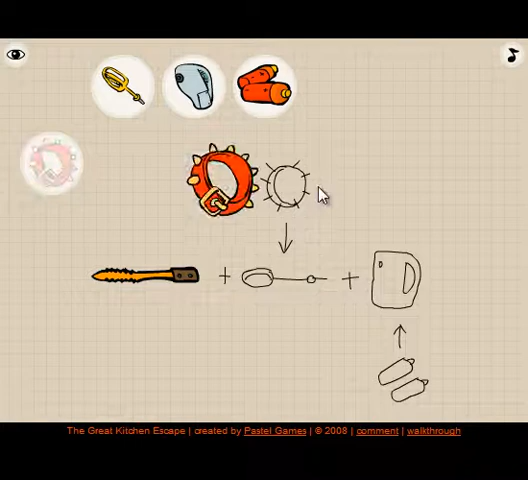 The Great Kitchen Escape | created by Pastel Games | © 2008 | comment | walkthrough